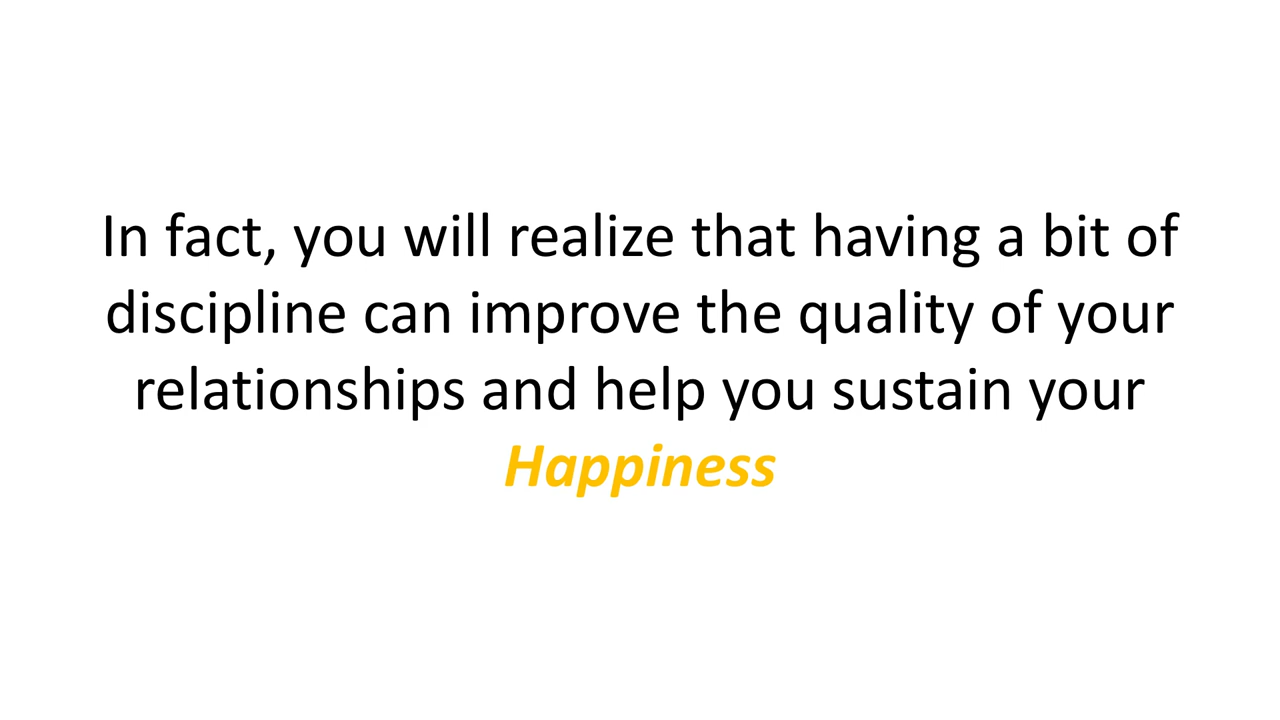 In fact, you will realize that having a bit of
discipline can improve the quality of your
relationships and help you sustain your
Happiness